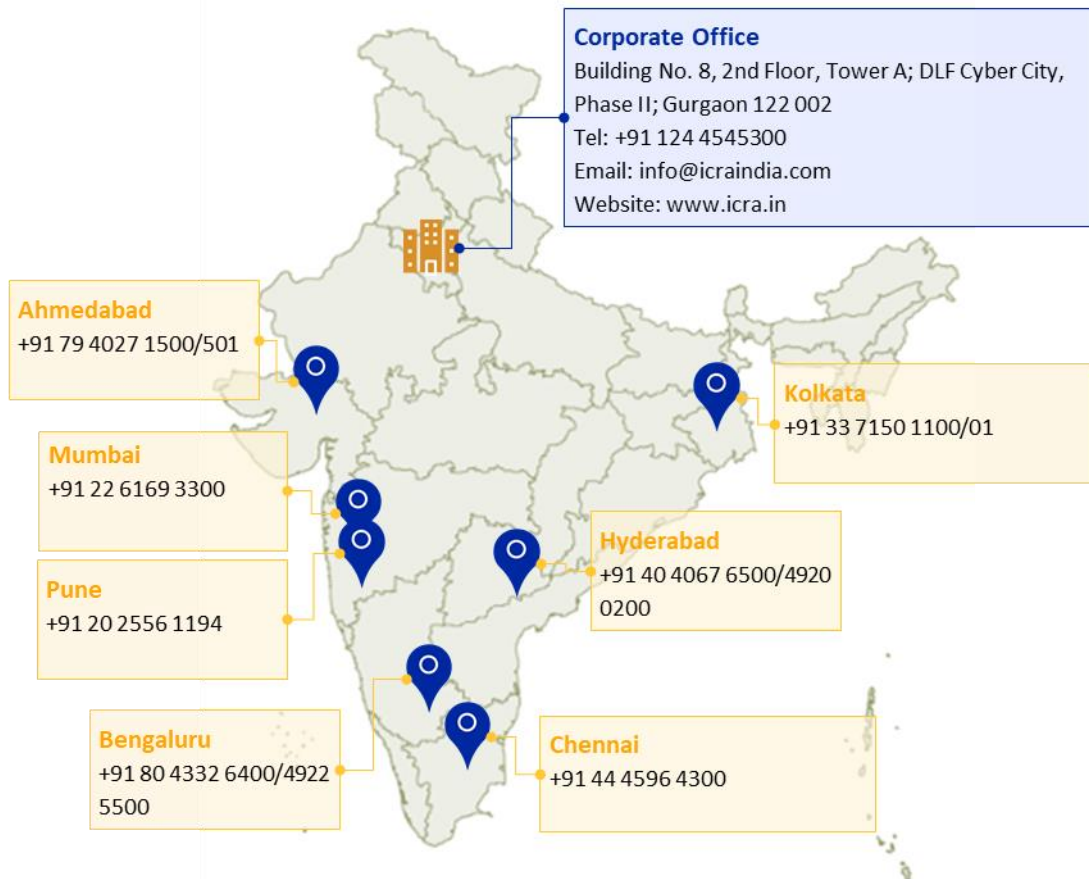 Corporate Office
Building No. 8, 2nd Floor, Tower A; DLF Cyber City,
Phase II; Gurgaon 122 002
Tel: +91 124 4545300
Email: info@icraindia.com
Website: www.icra.in
Ahmedabad
+91 79 4027 1500/501
Kolkata
+91 33 7150 1100/01
Mumbai
+91 22 6169 3300
Hyderabad
+91 40 4067 6500/4920
0200
Pune
+91 20 2556 1194
Bengaluru
+91 80 4332 6400/4922
5500
Chennai
+91 44 4596 4300